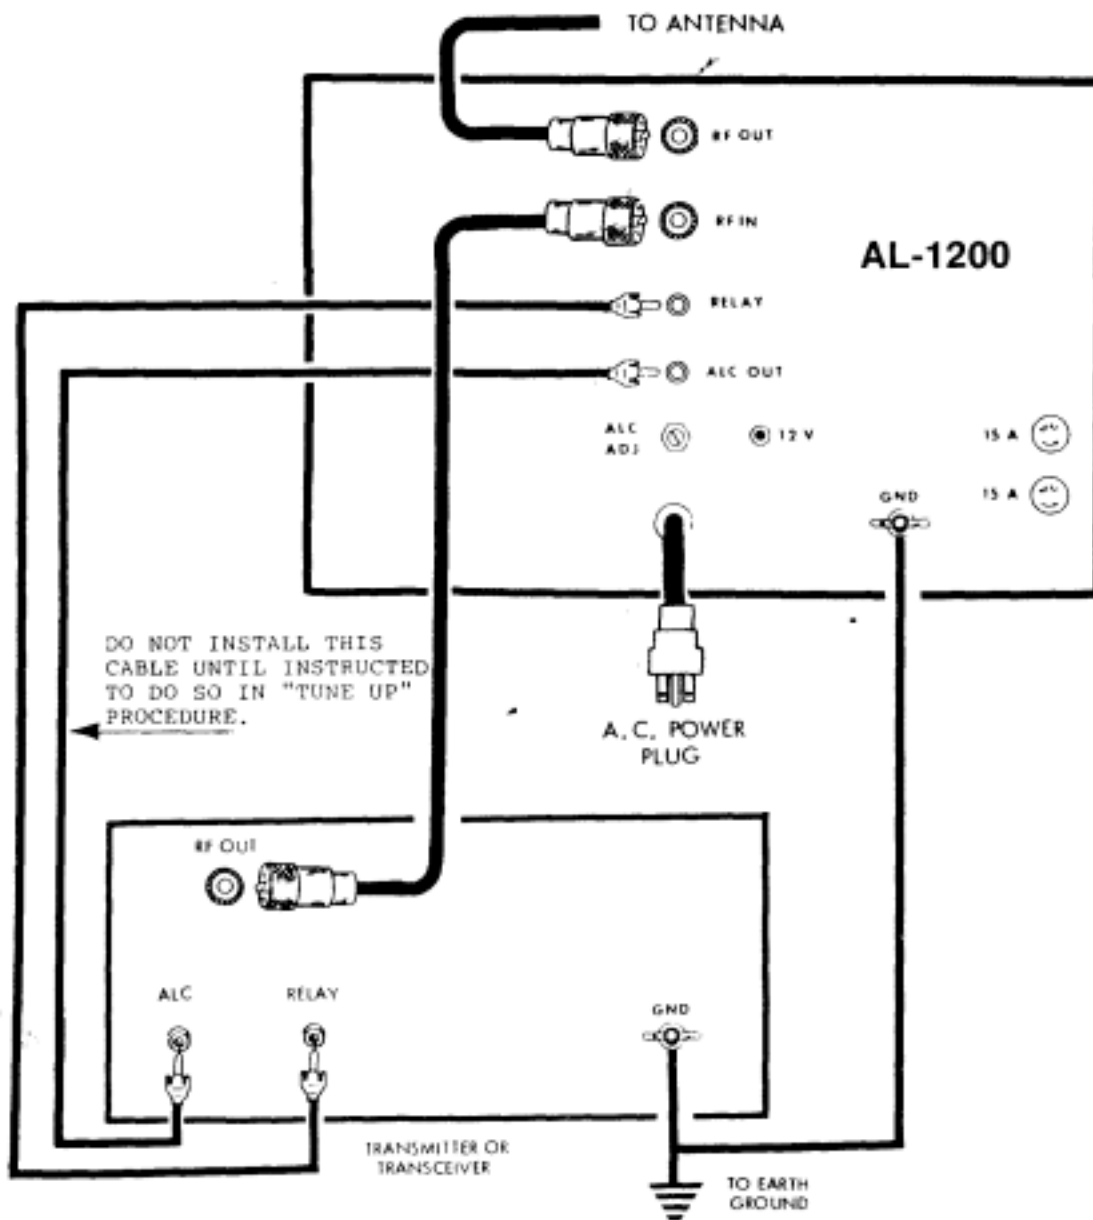 TO ANTENNA
RF OUT
RF IN
AL-1200
RELAY
ALC OUT
ALC
ADJ
12 V
15 A
15 A
GND
DO NOT INSTALL THIS
CABLE UNTIL INSTRUCTED
TO DO SO IN "TUNE UP"
PROCEDURE.
A.C. POWER
PLUG
RF OUT
ALC
RELAY
GND
TRANSMITTER OR
TRANSCEIVER
TO EARTH
GROUND